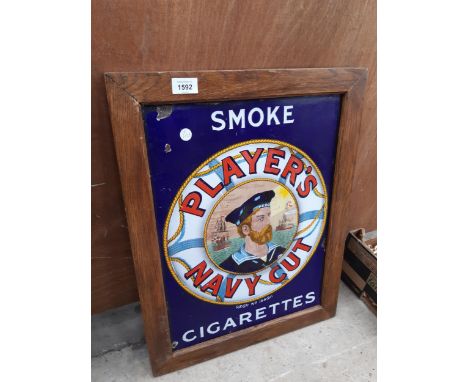 1592
SMOKE
PLAYER'S
NAVY CUT
CIGARETTES